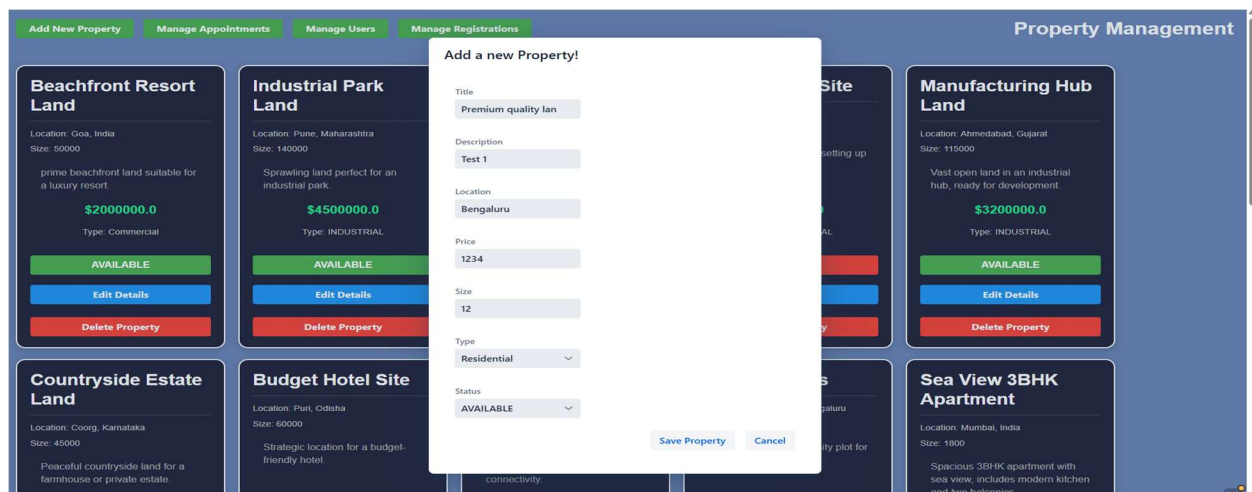 Add New Property
Manage Appointments
Manage Users
Manage Registrations
Property Management
Add a new Property!
Title
Premium quality lan
Description
Test 1
Location
Bengaluru
Price
1234
Size
12
Type
Residential
Status
AVAILABLE
Save Property
Cancel
Beachfront Resort
Land
Location: Goa, India
Size: 50000
prime beachfront land suitable for
a luxury resort.
$2000000.0
Type: Commercial
AVAILABLE
Edit Details
Delete Property
Industrial Park
Land
Location: Pune, Maharashtra
Size: 140000
Sprawling land perfect for an
industrial park.
$4500000.0
Type: INDUSTRIAL
AVAILABLE
Edit Details
Delete Property
Site
setting up
Manufacturing Hub
Land
Location: Ahmedabad, Gujarat
Size: 115000
Vast open land in an industrial
hub, ready for development.
$3200000.0
Type: INDUSTRIAL
AVAILABLE
Edit Details
Delete Property
Countryside Estate
Land
Location: Coorg, Karnataka
Size: 45000
Peaceful countryside land for a
farmhouse or private estate.
Budget Hotel Site
Location: Puri, Odisha
Size: 60000
Strategic location for a budget-
friendly hotel.
connectivity.
plot for
Sea View 3BHK
Apartment
Location: Mumbai, India
Size: 1800
Spacious 3BHK apartment with
sea view, includes modern kitchen
and two balconies